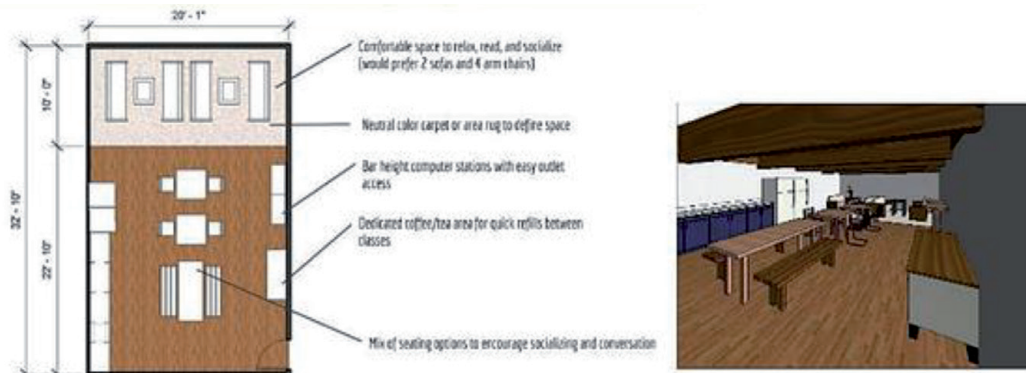 20' - 1"
Comfortable space to relax, read, and socialize
(would prefer 2 sofas and 4 arm chairs)
10' - 0"
Neutral color carpet or area rug to define space
Bar height computer stations with easy outlet
access
32' - 10"
Dedicated coffee/tea area for quick refills between
classes
22' - 10"
Mix of seating options to encourage socializing and conversation